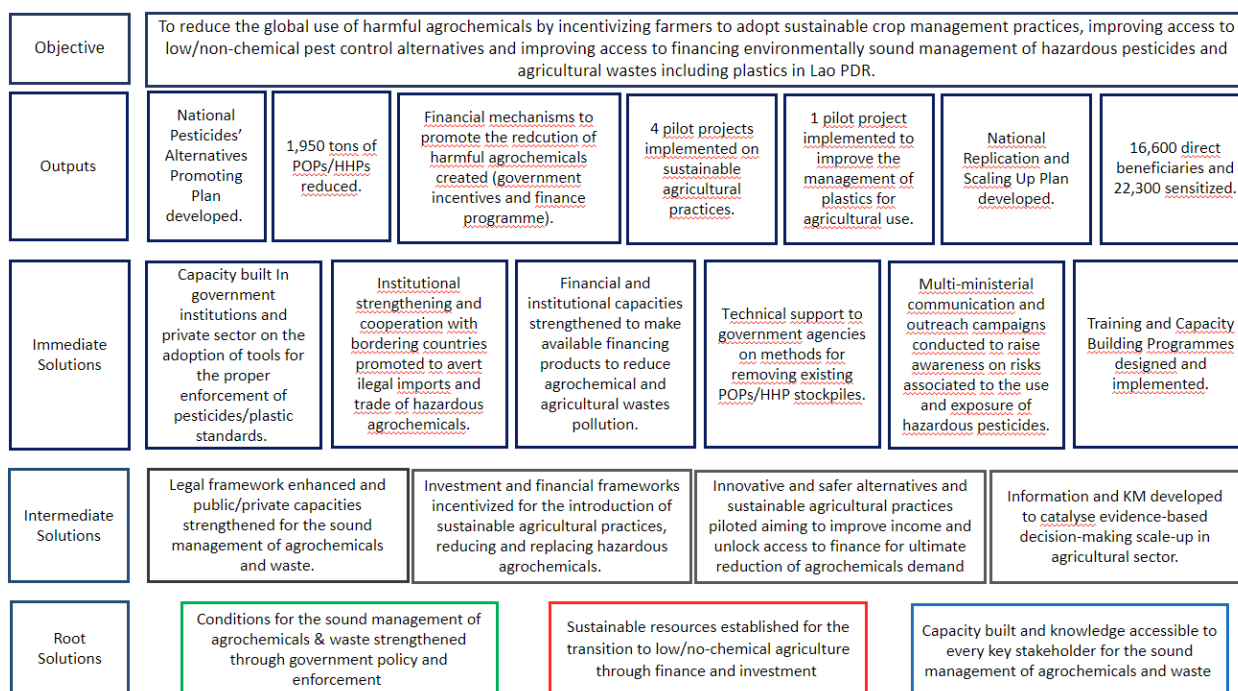 Objective
To reduce the global use of harmful agrochemicals by incentivizing farmers to adopt sustainable crop management practices, improving access to
low/non-chemical pest control alternatives and improving access to financing environmentally sound management of hazardous pesticides and
agricultural wastes including plastics in Lao PDR.
Outputs
National
Pesticides’
Alternatives
Promoting
Plan
developed.
1,950 tons of
POPs/HHPs
reduced.
Financial mechanisms to
promote the redcution of
harmful agrochemicals
created (government
incentives and finance
programme).
4 pilot projects
implemented on
sustainable
agricultural
practices.
1 pilot project
implemented to
improve the
management of
plastics for
agricultural use.
National
Replication and
Scaling Up Plan
developed.
16,600 direct
beneficiaries and
22,300 sensitized.
Immediate
Solutions
Capacity built In
government
institutions and
private sector on the
adoption of tools for
the proper
enforcement of
pesticides/plastic
standards.
Institutional
strengthening and
cooperation with
bordering countries
promoted to avert
ilegal imports and
trade of hazardous
agrochemicals.
Financial and
institutional capacities
strengthened to make
available financing
products to reduce
agrochemical and
agricultural wastes
pollution.
Technical support to
government agencies
on methods for
removing existing
POPs/HHP stockpiles.
Multi-ministerial
communication and
outreach campaigns
conducted to raise
awareness on risks
associated to the use
and exposure of
hazardous pesticides.
Training and Capacity
Building Programmes
designed and
implemented.
Intermediate
Solutions
Legal framework enhanced and
public/private capacities
strengthened for the sound
management of agrochemicals
and waste.
Investment and financial frameworks
incentivized for the introduction of
sustainable agricultural practices,
reducing and replacing hazardous
agrochemicals.
Innovative and safer alternatives and
sustainable agricultural practices
piloted aiming to improve income and
unlock access to finance for ultimate
reduction of agrochemicals demand
Information and KM developed
to catalyse evidence-based
decision-making scale-up in
agricultural sector.
Root
Solutions
Conditions for the sound management of
agrochemicals & waste strengthened
through government policy and
enforcement
Sustainable resources established for the
transition to low/no-chemical agriculture
through finance and investment
Capacity built and knowledge accessible to
every key stakeholder for the sound
management of agrochemicals and waste